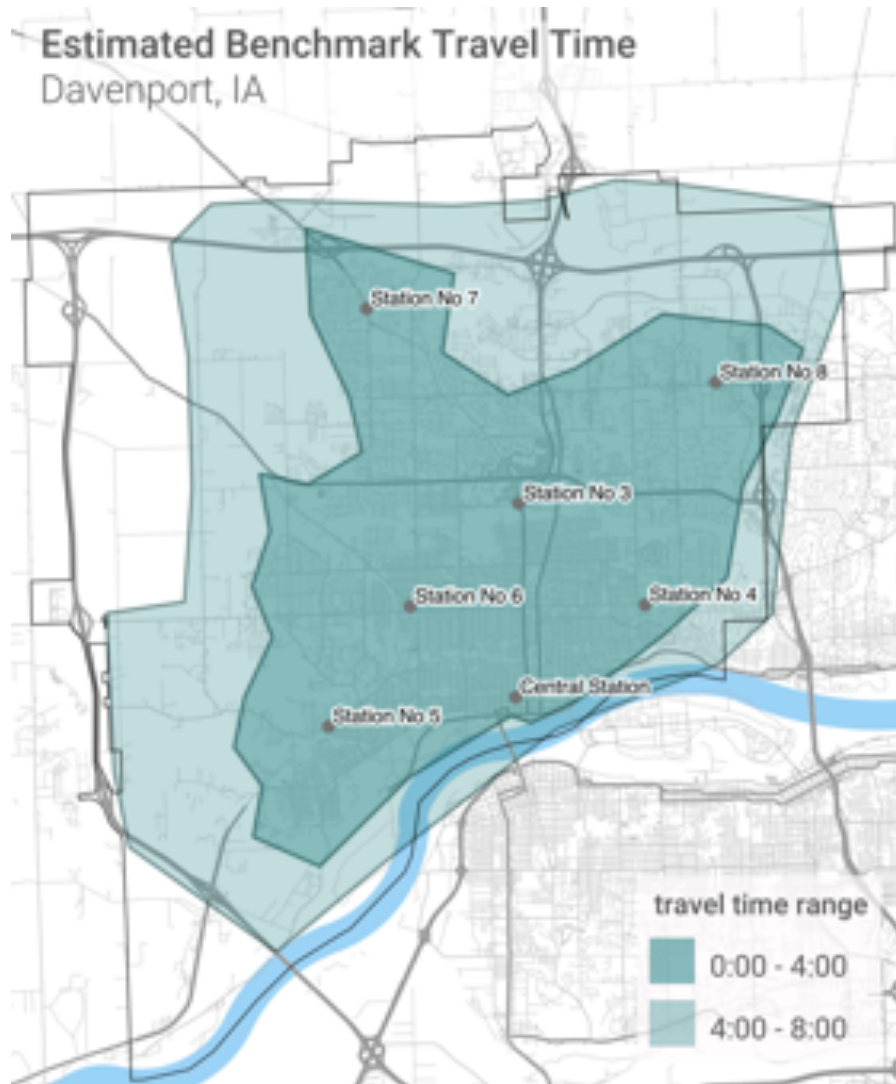 Estimated Benchmark Travel Time
Davenport, IA
Station No 7
Station No 8
Station No 3
Station No 6
Station No 4
Central Station
Station No 5
travel time range
0:00 - 4:00
4:00 - 8:00